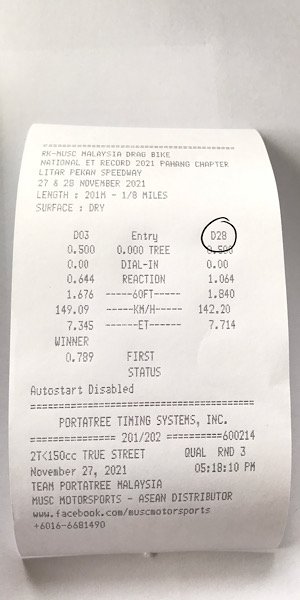 RK-MUSC MALAYSIA DRAG BIKE
NATIONAL ET RECORD 2021 PAHANG CHAPTER
LITAR PEKAN SPEEDWAY
27 & 28 NOVEMBER 2021
LENGTH : 201M - 1/8 MILES
SURFACE : DRY
D03 Entry D28
0.500 0.000 TREE 0.500
0.00 DIAL-IN 0.00
0.644 REACTION 1.064
1.676 -----60FT------ 1.840
149.09 -----KM/H------ 142.20
7.345 ------ET------- 7.714
WINNER
0.789 FIRST
STATUS
Autostart Disabled
=====================================
PORTATREE TIMING SYSTEMS, INC.
=============== 201/202 ==========600214
2T<150cc TRUE STREET QUAL RND 3
November 27, 2021 05:18:10 PM
TEAM PORTATREE MALAYSIA
MUSC MOTORSPORTS - ASEAN DISTRIBUTOR
www.facebook.com/muscmotorsports
+6016-6681490